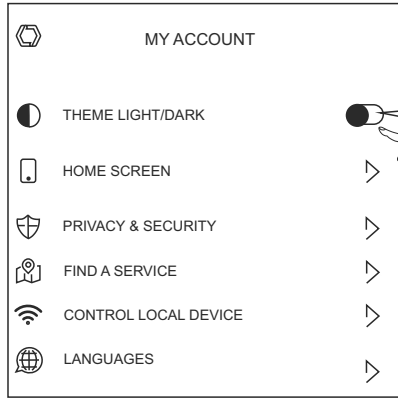 MY ACCOUNT
THEME LIGHT/DARK
HOME SCREEN
PRIVACY & SECURITY
FIND A SERVICE
CONTROL LOCAL DEVICE
LANGUAGES